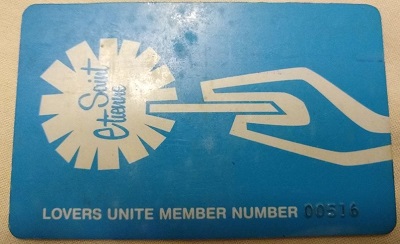 Saint
etienne
LOVERS UNITE MEMBER NUMBER 00516